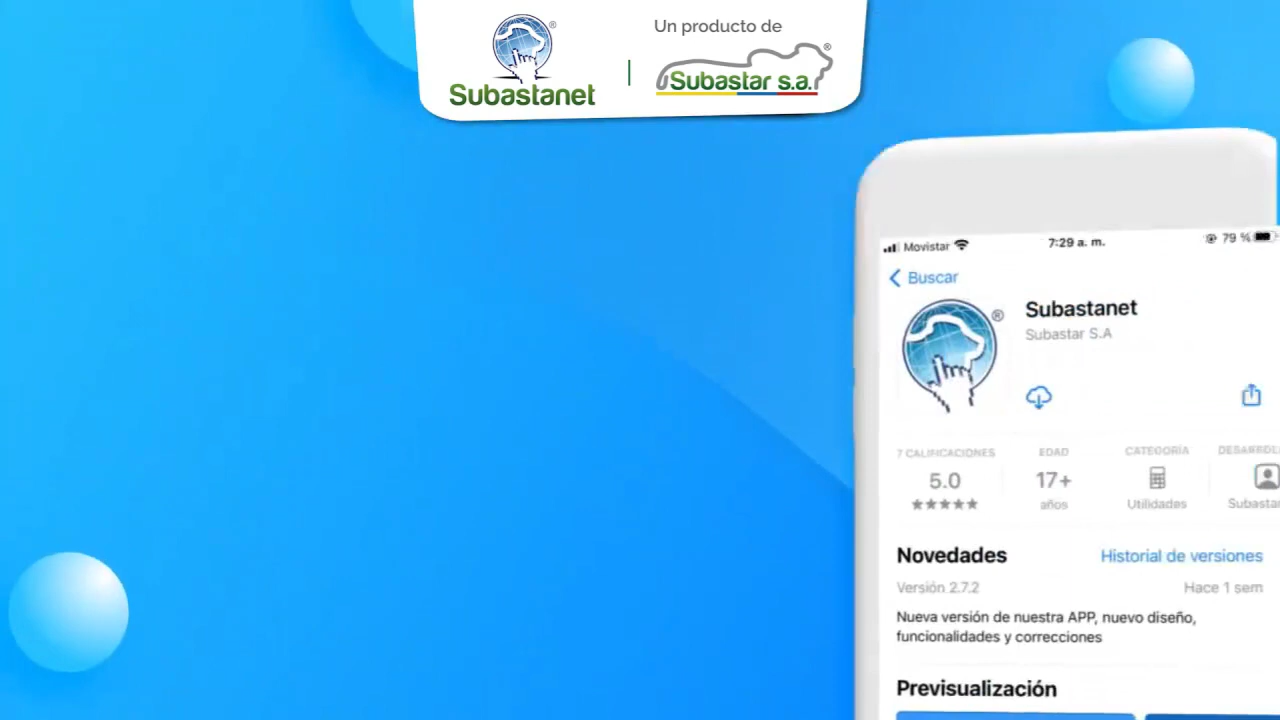 Subastanet
®
Un producto de
Subastar s.a.
®
Movistar
7:29 a. m.
79 %
Buscar
®
Subastanet
Subastar S.A
7 CALIFICACIONES
EDAD
CATEGORÍA
5.0
17+
años
Utilidades
Novedades
Historial de versiones
Versión 2.7.2
Hace 1 sem
Nueva versión de nuestra APP, nuevo diseño,
funcionalidades y correcciones
Previsualización